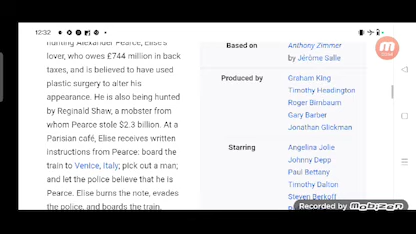 12:32
hunting Alexander Pearce, Elise's
lover, who owes £744 million in back
taxes, and is believed to have used
plastic surgery to alter his
appearance. He is also being hunted
by Reginald Shaw, a mobster from
whom Pearce stole $2.3 billion. At a
Parisian café, Elise receives written
instructions from Pearce: board the
train to Venice, Italy; pick out a man;
and let the police believe that he is
Pearce. Elise burns the note, evades
the police, and boards the train.
Based on
Anthony Zimmer
by Jérôme Salle
Produced by
Graham King
Timothy Headington
Roger Birnbaum
Gary Barber
Jonathan Glickman
Starring
Angelina Jolie
Johnny Depp
Paul Bettany
Timothy Dalton
Steven Berkoff
Recorded by mobizen